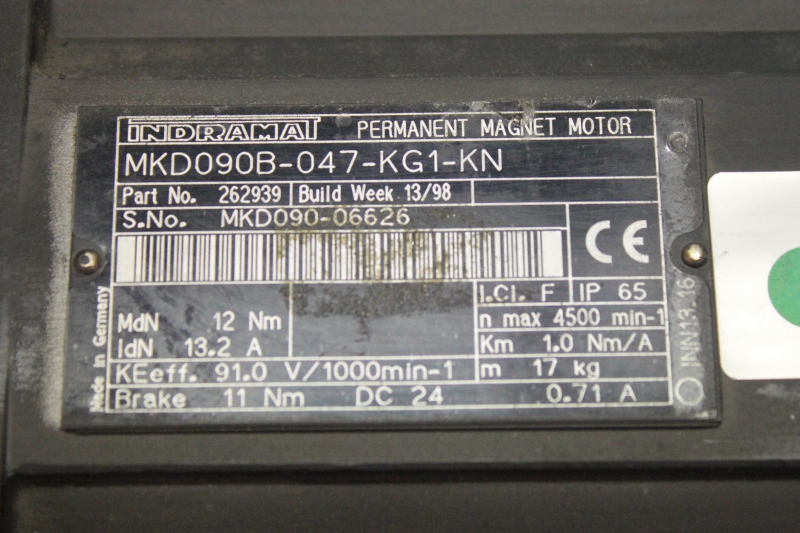 INDRAMAT PERMANENT MAGNET MOTOR
MKD090B-047-KG1-KN
Part No. 262939 Build Week 13/98
S.No. MKD090-06626
CE
I.Cl. F IP 65
MdN 12 Nm n max 4500 min-1
IdN 13.2 A Km 1.0 Nm/A
KEeff. 91.0 V/1000min-1 m 17 kg
Brake 11 Nm DC 24 0.71 A
Made in Germany
INN13.16